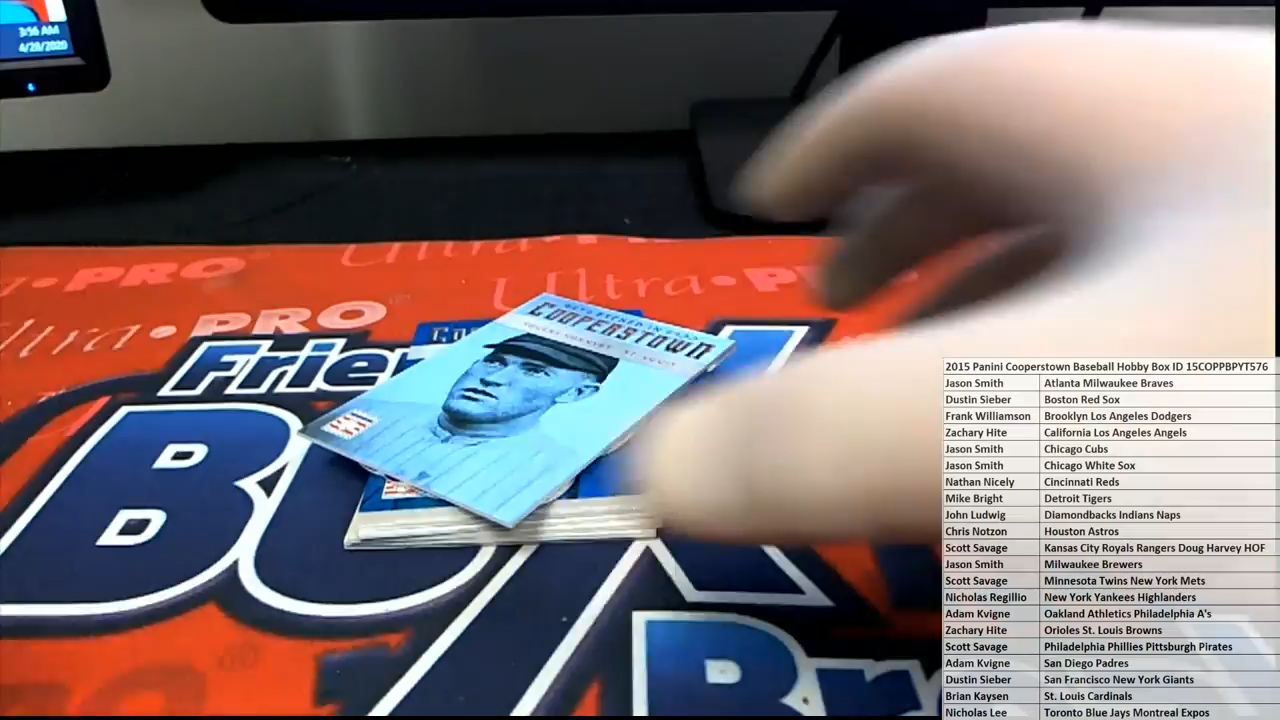 3:56 AM
4/28/2020
Ultra
PRO
Ultra PRO
Ultra PRO
COOPERSTOWN
2015 Panini Cooperstown Baseball Hobby Box ID 15COPPBPYT576
Jason Smith Atlanta Milwaukee Braves
Dustin Sieber Boston Red Sox
Frank Williamson Brooklyn Los Angeles Dodgers
Zachary Hite California Los Angeles Angels
Jason Smith Chicago Cubs
Jason Smith Chicago White Sox
Nathan Nicely Cincinnati Reds
Mike Bright Detroit Tigers
John Ludwig Diamondbacks Indians Naps
Chris Notzon Houston Astros
Scott Savage Kansas City Royals Rangers Doug Harvey HOF
Jason Smith Milwaukee Brewers
Scott Savage Minnesota Twins New York Mets
Nicholas Regillio New York Yankees Highlanders
Adam Kvigne Oakland Athletics Philadelphia A's
Zachary Hite Orioles St. Louis Browns
Scott Savage Philadelphia Phillies Pittsburgh Pirates
Adam Kvigne San Diego Padres
Dustin Sieber San Francisco New York Giants
Brian Kaysen St. Louis Cardinals
Nicholas Lee Toronto Blue Jays Montreal Expos